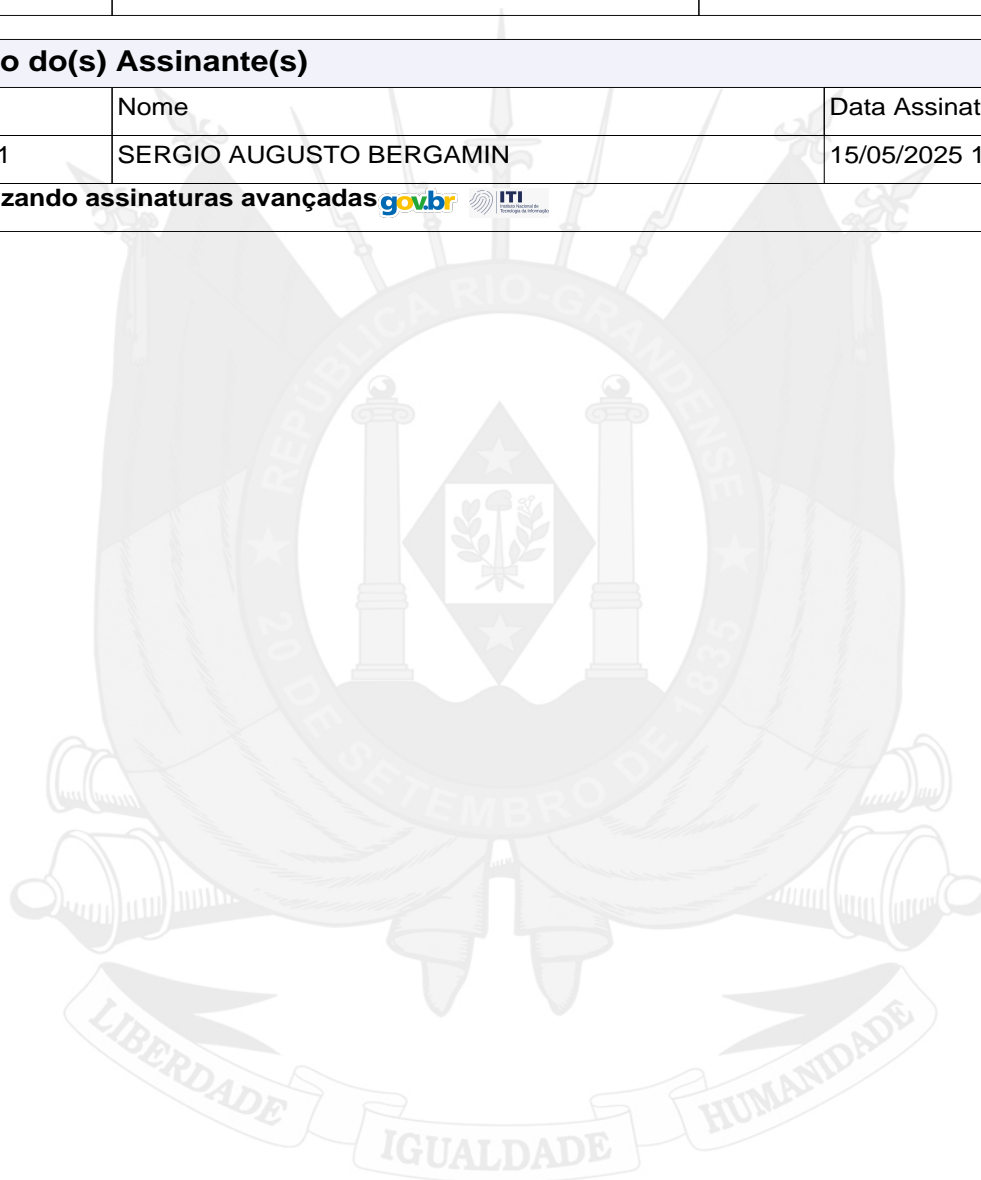 o do(s) Assinante(s)
Nome Data Assinat
1 SERGIO AUGUSTO BERGAMIN 15/05/2025 1
zando assinaturas avançadas gov.br ITI
REPÚBLICA RIO-GRANDENSE
20 DE SETEMBRO DE 1835
LIBERDADE
IGUALDADE
HUMANIDADE